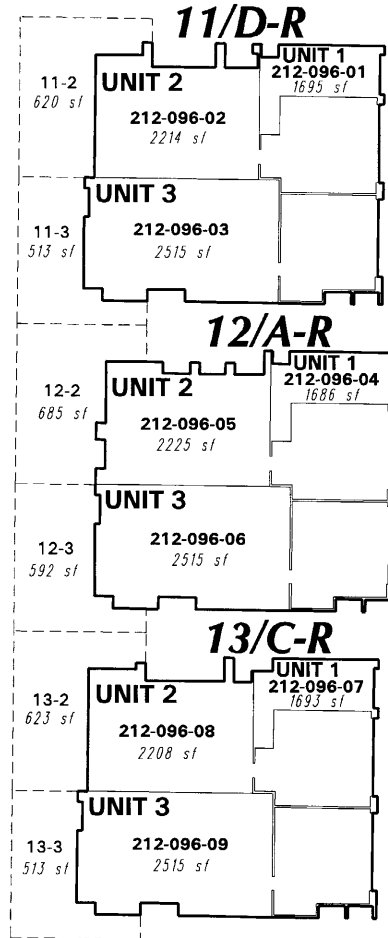 11/D-R
UNIT 1
212-096-01
1695 sf
11-2
620 sf
UNIT 2
212-096-02
2214 sf
UNIT 3
11-3
513 sf
212-096-03
2515 sf
12/A-R
UNIT 1
212-096-04
1686 sf
12-2
685 sf
UNIT 2
212-096-05
2225 sf
UNIT 3
12-3
592 sf
212-096-06
2515 sf
13/C-R
UNIT 1
212-096-07
1693 sf
13-2
623 sf
UNIT 2
212-096-08
2208 sf
UNIT 3
13-3
513 sf
212-096-09
2515 sf